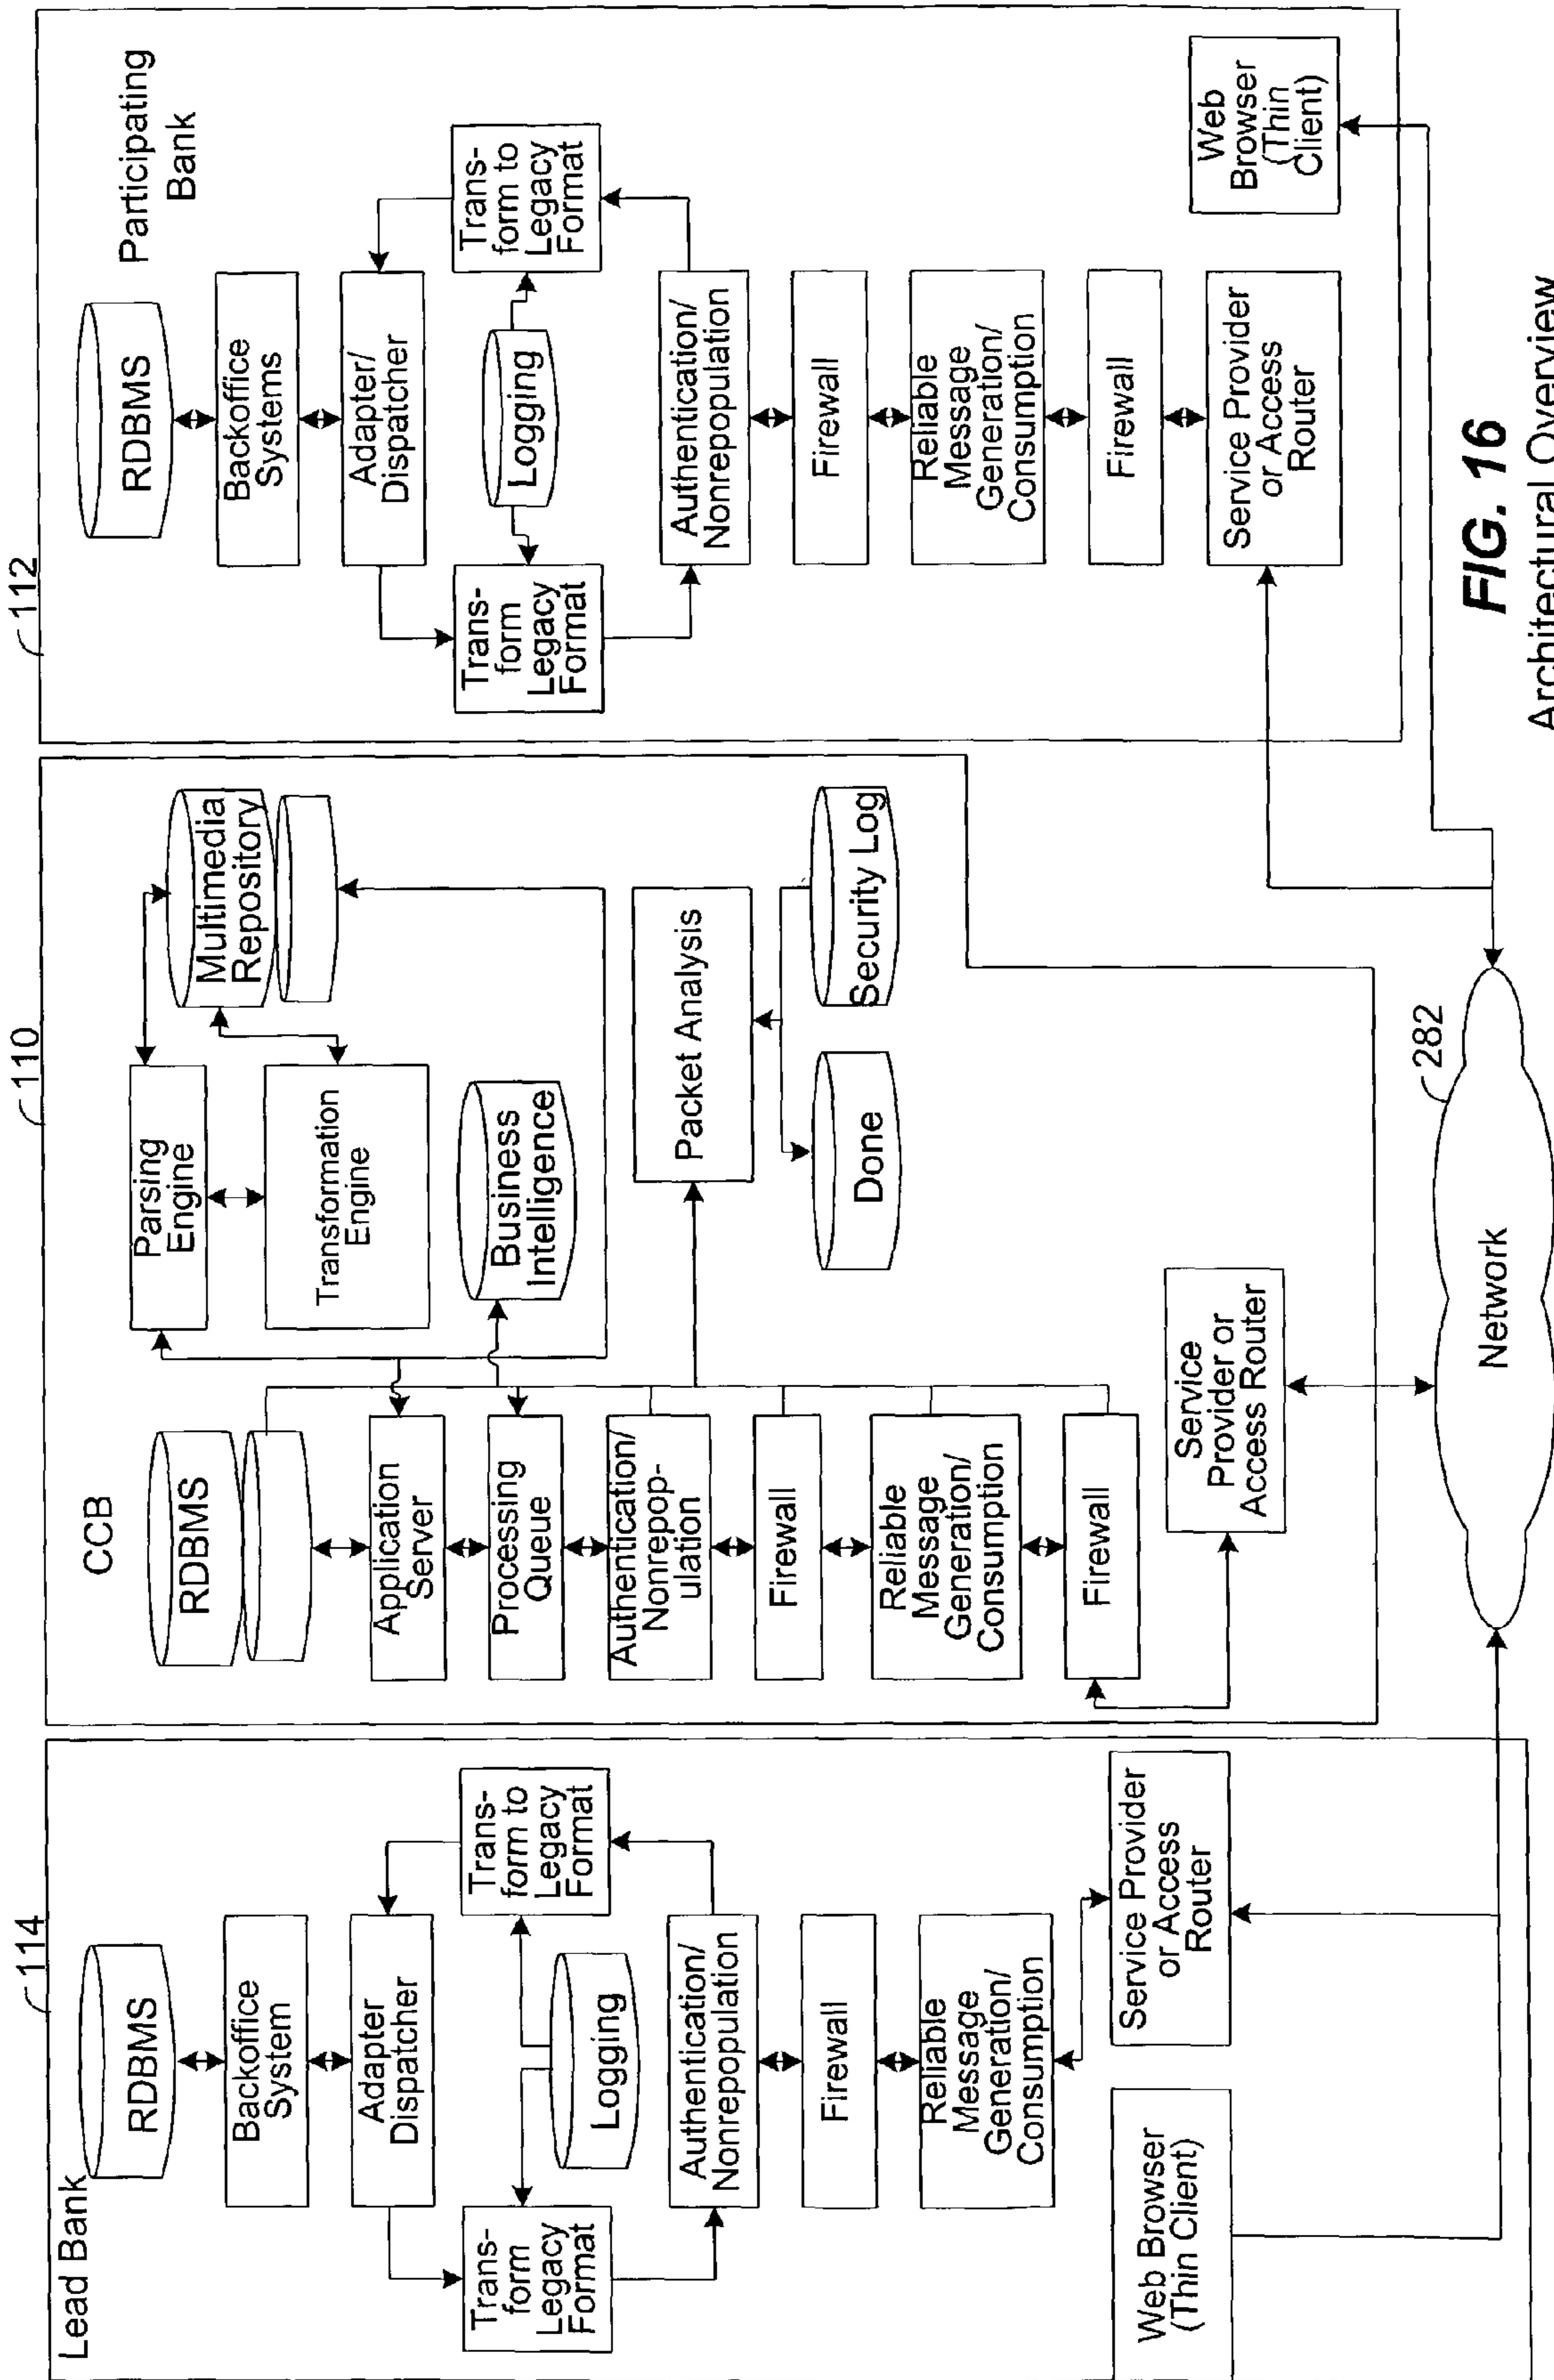 114
Lead Bank
RDBMS
Backoffice
System
Adapter
Dispatcher
Trans-
form
Legacy
Format
Logging
Trans-
form to
Legacy
Format
Authentication/
Nonrepopulation
Firewall
Reliable
Message
Generation/
Consumption
Service Provider
or Access
Router
Web Browser
(Thin Client)
110
CCB
RDBMS
Application
Server
Processing
Queue
Authentication/
Nonrepop-
ulation
Firewall
Reliable
Message
Generation/
Consumption
Firewall
Service
Provider or
Access Router
Parsing
Engine
Transformation
Engine
Business
Intelligence
Multimedia
Repository
Packet Analysis
Done
Security Log
112
Participating
Bank
RDBMS
Backoffice
Systems
Adapter/
Dispatcher
Trans-
form
Legacy
Format
Logging
Trans-
form to
Legacy
Format
Authentication/
Nonrepopulation
Firewall
Reliable
Message
Generation/
Consumption
Firewall
Service Provider
or Access
Router
Web
Browser
(Thin
Client)
282
Network
FIG. 16
Architectural Overview